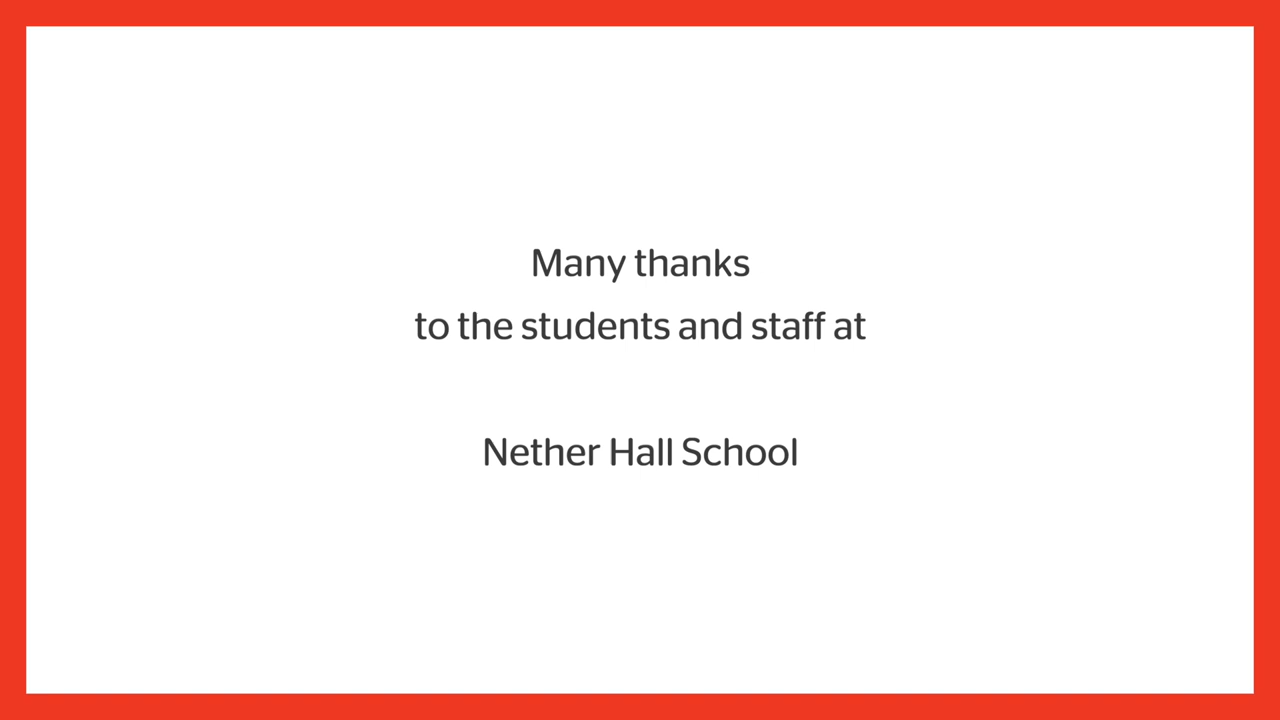 Many thanks
to the students and staff at
Nether Hall School